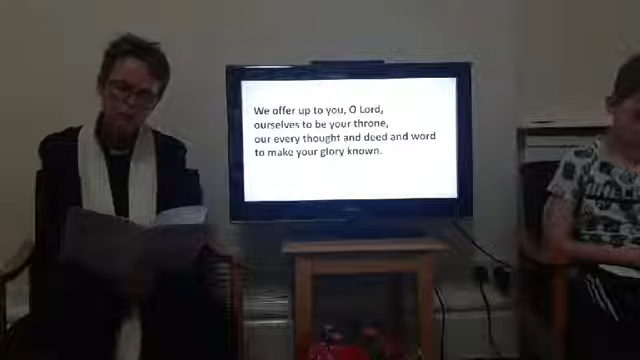 We offer up to you, O Lord,
ourselves to be your throne,
our every thought and deed and word
to make your glory known.